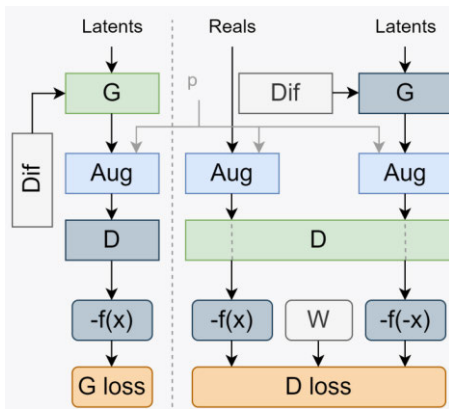 Latents
Reals
Latents
G
p
Dif
G
Dif
Aug
Aug
Aug
D
D
-f(x)
-f(x)
W
-f(-x)
G loss
D loss